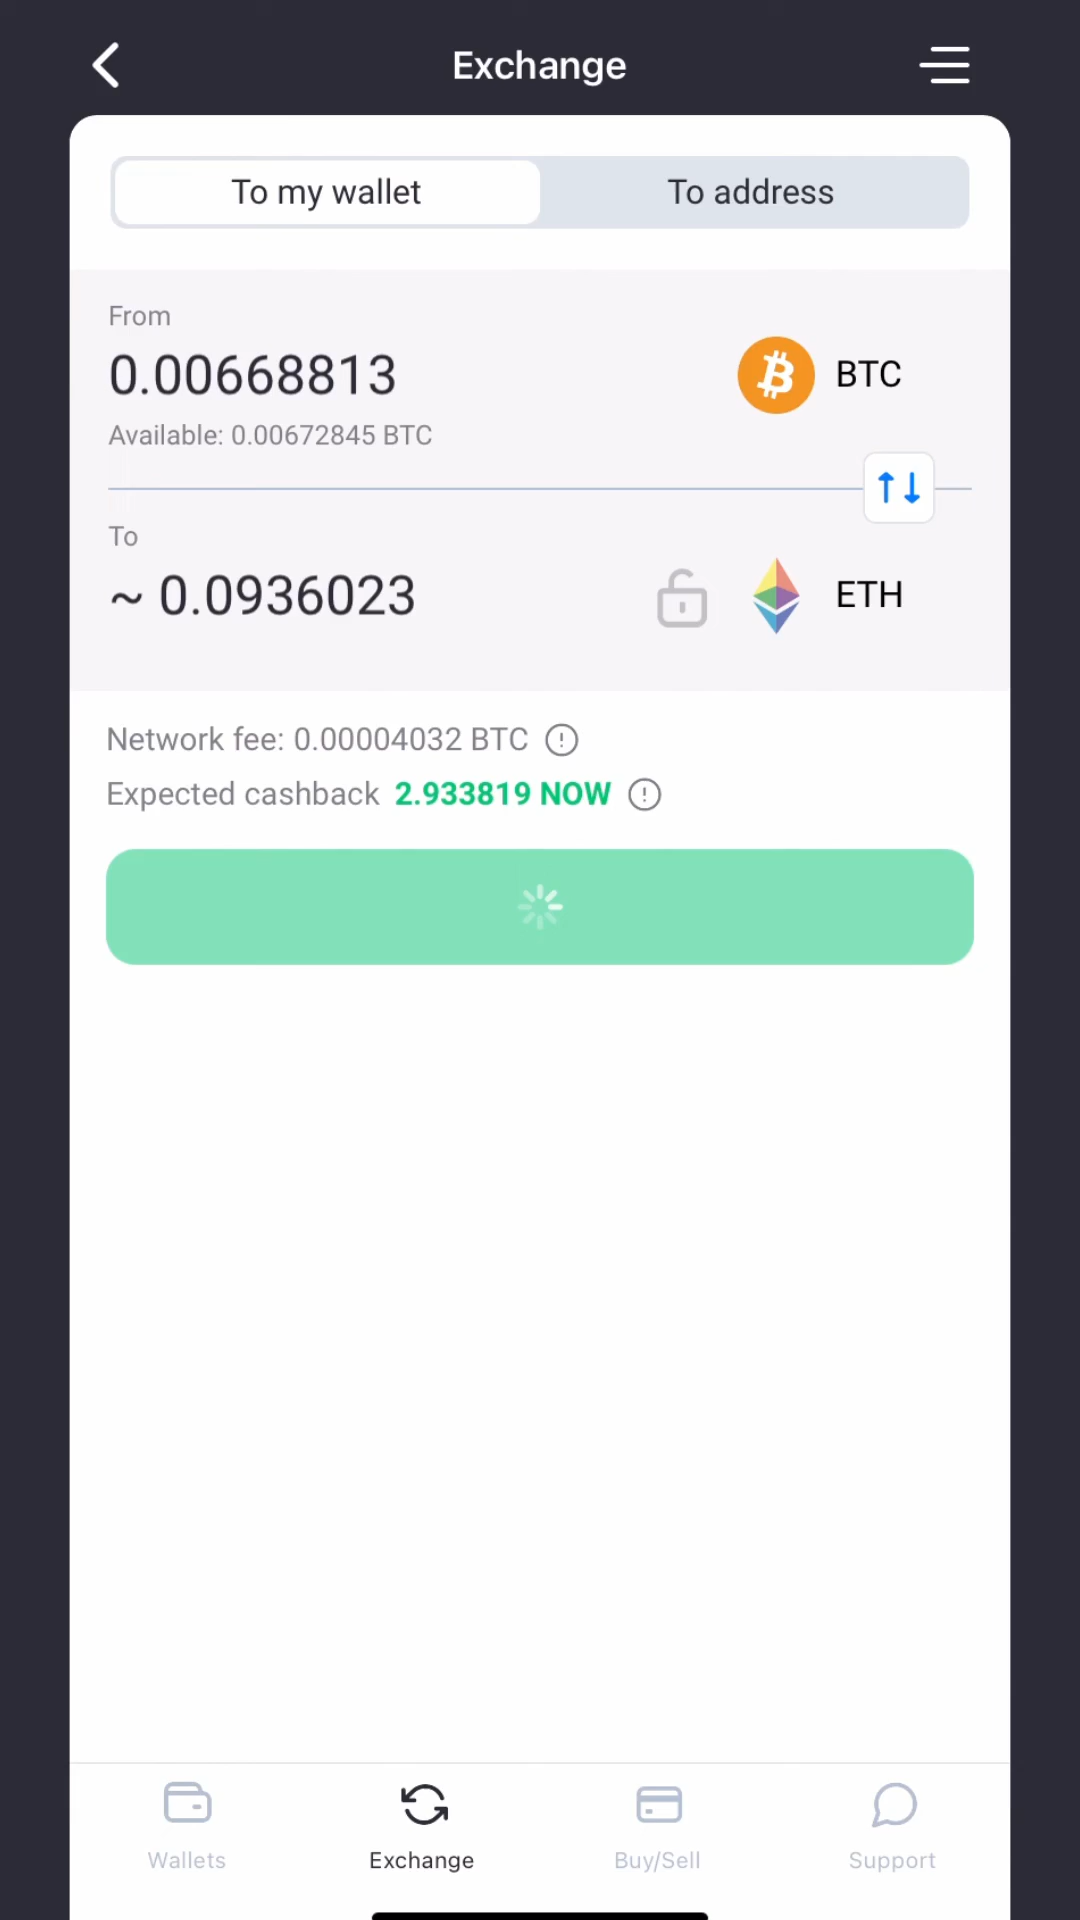 Exchange
To my wallet
To address
From
0.00668813
BTC
Available: 0.00672845 BTC
To
~ 0.0936023
ETH
Network fee: 0.00004032 BTC
Expected cashback 2.933819 NOW
Wallets
Exchange
Buy/Sell
Support